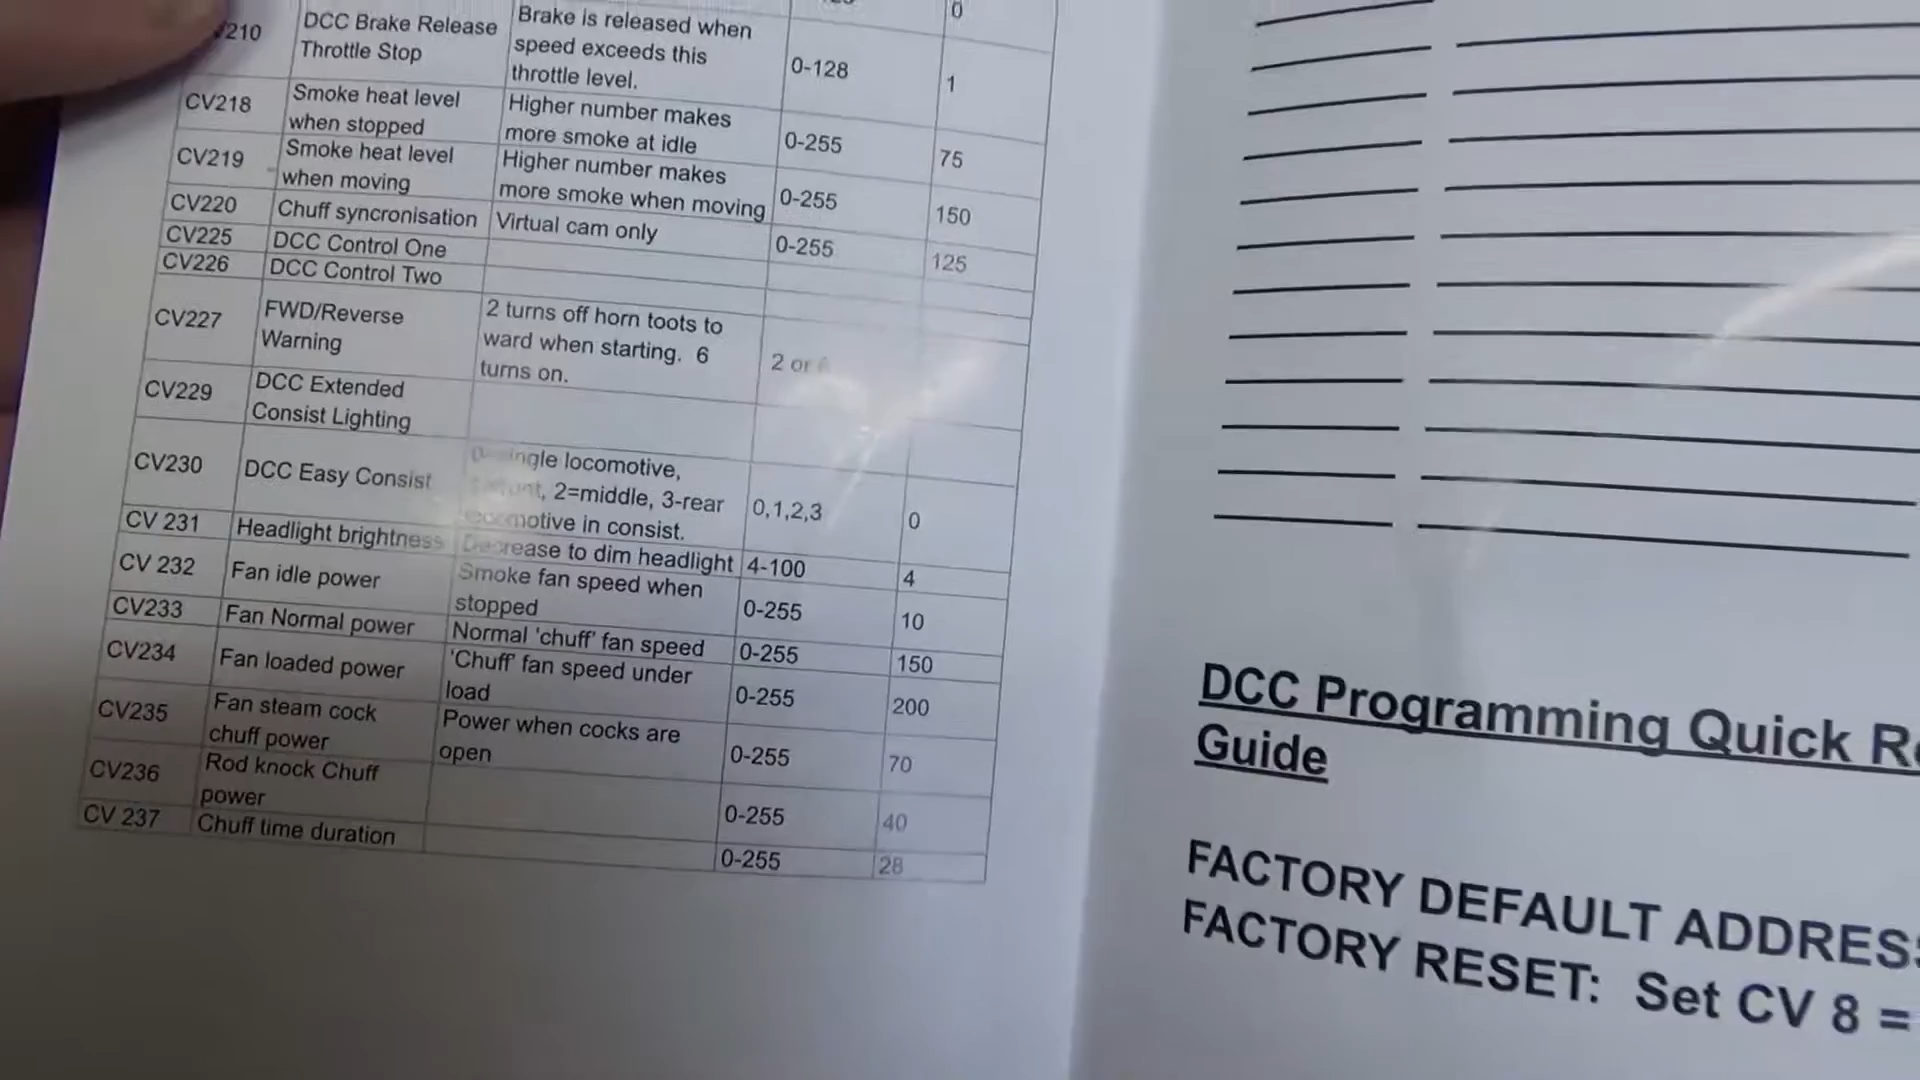 0
210 DCC Brake Release Brake is released when
Throttle Stop speed exceeds this 0-128 1
throttle level.
CV218 Smoke heat level Higher number makes
when stopped more smoke at idle 0-255 75
CV219 Smoke heat level Higher number makes
when moving more smoke when moving 0-255 150
CV220 Chuff syncronisation Virtual cam only 0-255 125
CV225 DCC Control One
CV226 DCC Control Two
CV227 FWD/Reverse 2 turns off horn toots to
Warning ward when starting. 6 2 or
turns on.
CV229 DCC Extended
Consist Lighting
CV230 DCC Easy Consist locomotive,
2=middle, 3-rear 0,1,2,3 0
locomotive in consist.
CV 231 Headlight brightness Decrease to dim headlight 4-100 4
CV 232 Fan idle power Smoke fan speed when
stopped 0-255 10
CV233 Fan Normal power Normal 'chuff' fan speed 0-255 150
CV234 Fan loaded power 'Chuff' fan speed under
load 0-255 200
CV235 Fan steam cock Power when cocks are
chuff power open 0-255 70
CV236 Rod knock Chuff
power 0-255 40
CV 237 Chuff time duration 0-255 28
DCC Programming Quick
Guide
FACTORY DEFAULT
FACTORY RESET: Set CV 8 =